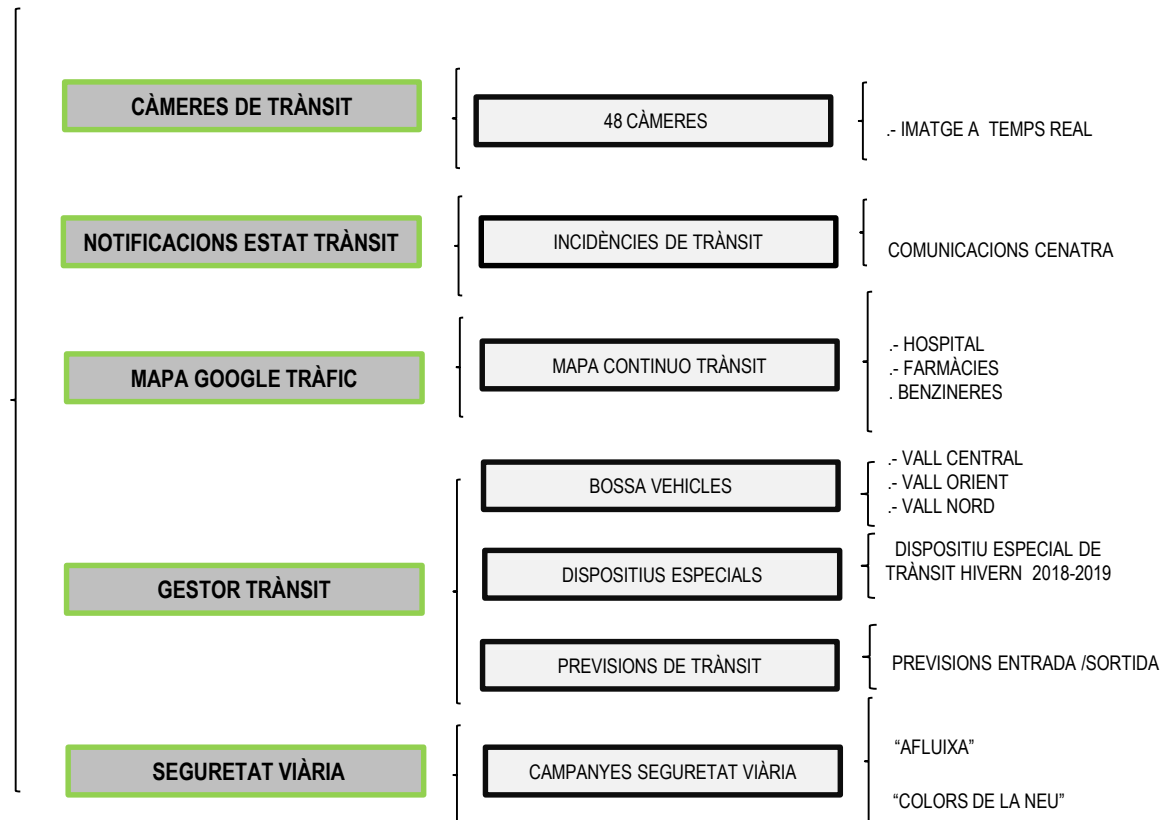 CÀMERES DE TRÀNSIT
48 CÀMERES
.- IMATGE A TEMPS REAL
NOTIFICACIONS ESTAT TRÀNSIT
INCIDÈNCIES DE TRÀNSIT
COMUNICACIONS CENATRA
MAPA GOOGLE TRÀFIC
MAPA CONTINUO TRÀNSIT
.- HOSPITAL
.- FARMÀCIES
. BENZINERES
GESTOR TRÀNSIT
BOSSA VEHICLES
.- VALL CENTRAL
.- VALL ORIENT
.- VALL NORD
DISPOSITIUS ESPECIALS
DISPOSITIU ESPECIAL DE
TRÀNSIT HIVERN 2018-2019
PREVISIONS DE TRÀNSIT
PREVISIONS ENTRADA /SORTIDA
SEGURETAT VIÀRIA
CAMPANYES SEGURETAT VIÀRIA
“AFLUIXA”
“COLORS DE LA NEU”